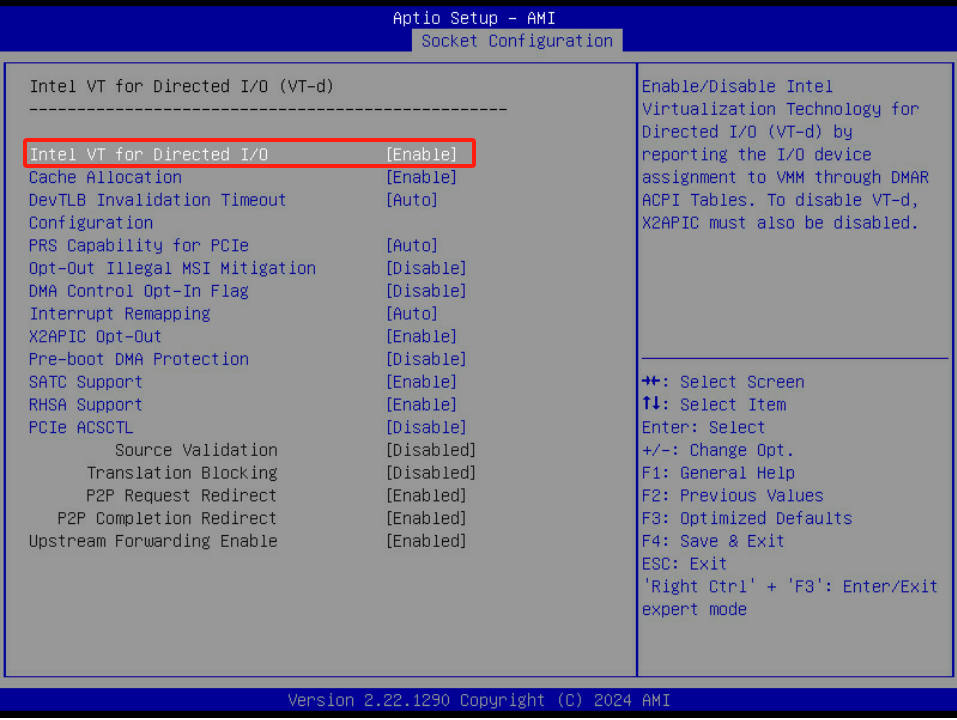 Aptio Setup – AMI
Socket Configuration
Intel VT for Directed I/O (VT-d)
--------------------------------------------------
Intel VT for Directed I/O [Enable]
Cache Allocation [Enable]
DevTLB Invalidation Timeout [Auto]
Configuration
PRS Capability for PCIe [Auto]
Opt-Out Illegal MSI Mitigation [Disable]
DMA Control Opt-In Flag [Disable]
Interrupt Remapping [Auto]
X2APIC Opt-Out [Enable]
Pre-boot DMA Protection [Disable]
SATC Support [Enable]
RHSA Support [Enable]
PCIe ACSCTL [Disable]
Source Validation [Disabled]
Translation Blocking [Disabled]
P2P Request Redirect [Enabled]
P2P Completion Redirect [Enabled]
Upstream Forwarding Enable [Enabled]
Enable/Disable Intel
Virtualization Technology for
Directed I/O (VT-d) by
reporting the I/O device
assignment to VMM through DMAR
ACPI Tables. To disable VT-d,
X2APIC must also be disabled.
→←: Select Screen
↑↓: Select Item
Enter: Select
+/-: Change Opt.
F1: General Help
F2: Previous Values
F3: Optimized Defaults
F4: Save & Exit
ESC: Exit
'Right Ctrl' + 'F3': Enter/Exit
expert mode
Version 2.22.1290 Copyright (C) 2024 AMI